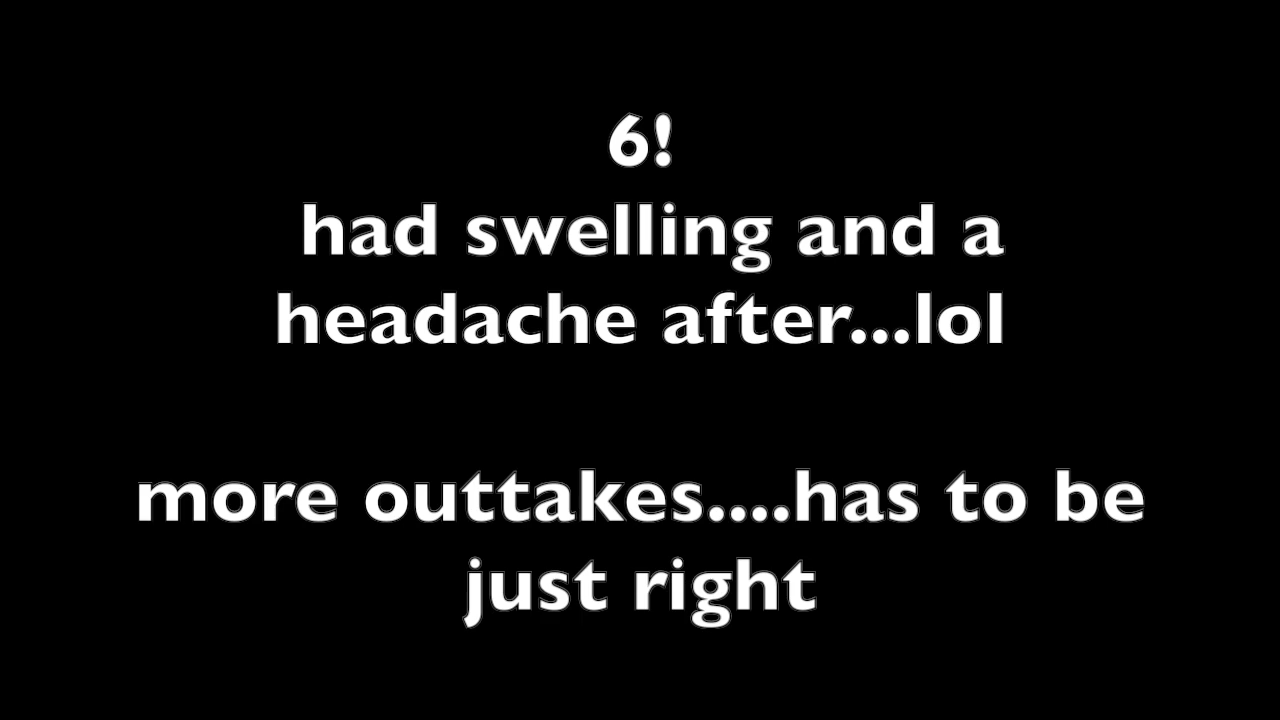 6!
had swelling and a
headache after...lol
more outtakes....has to be
just right